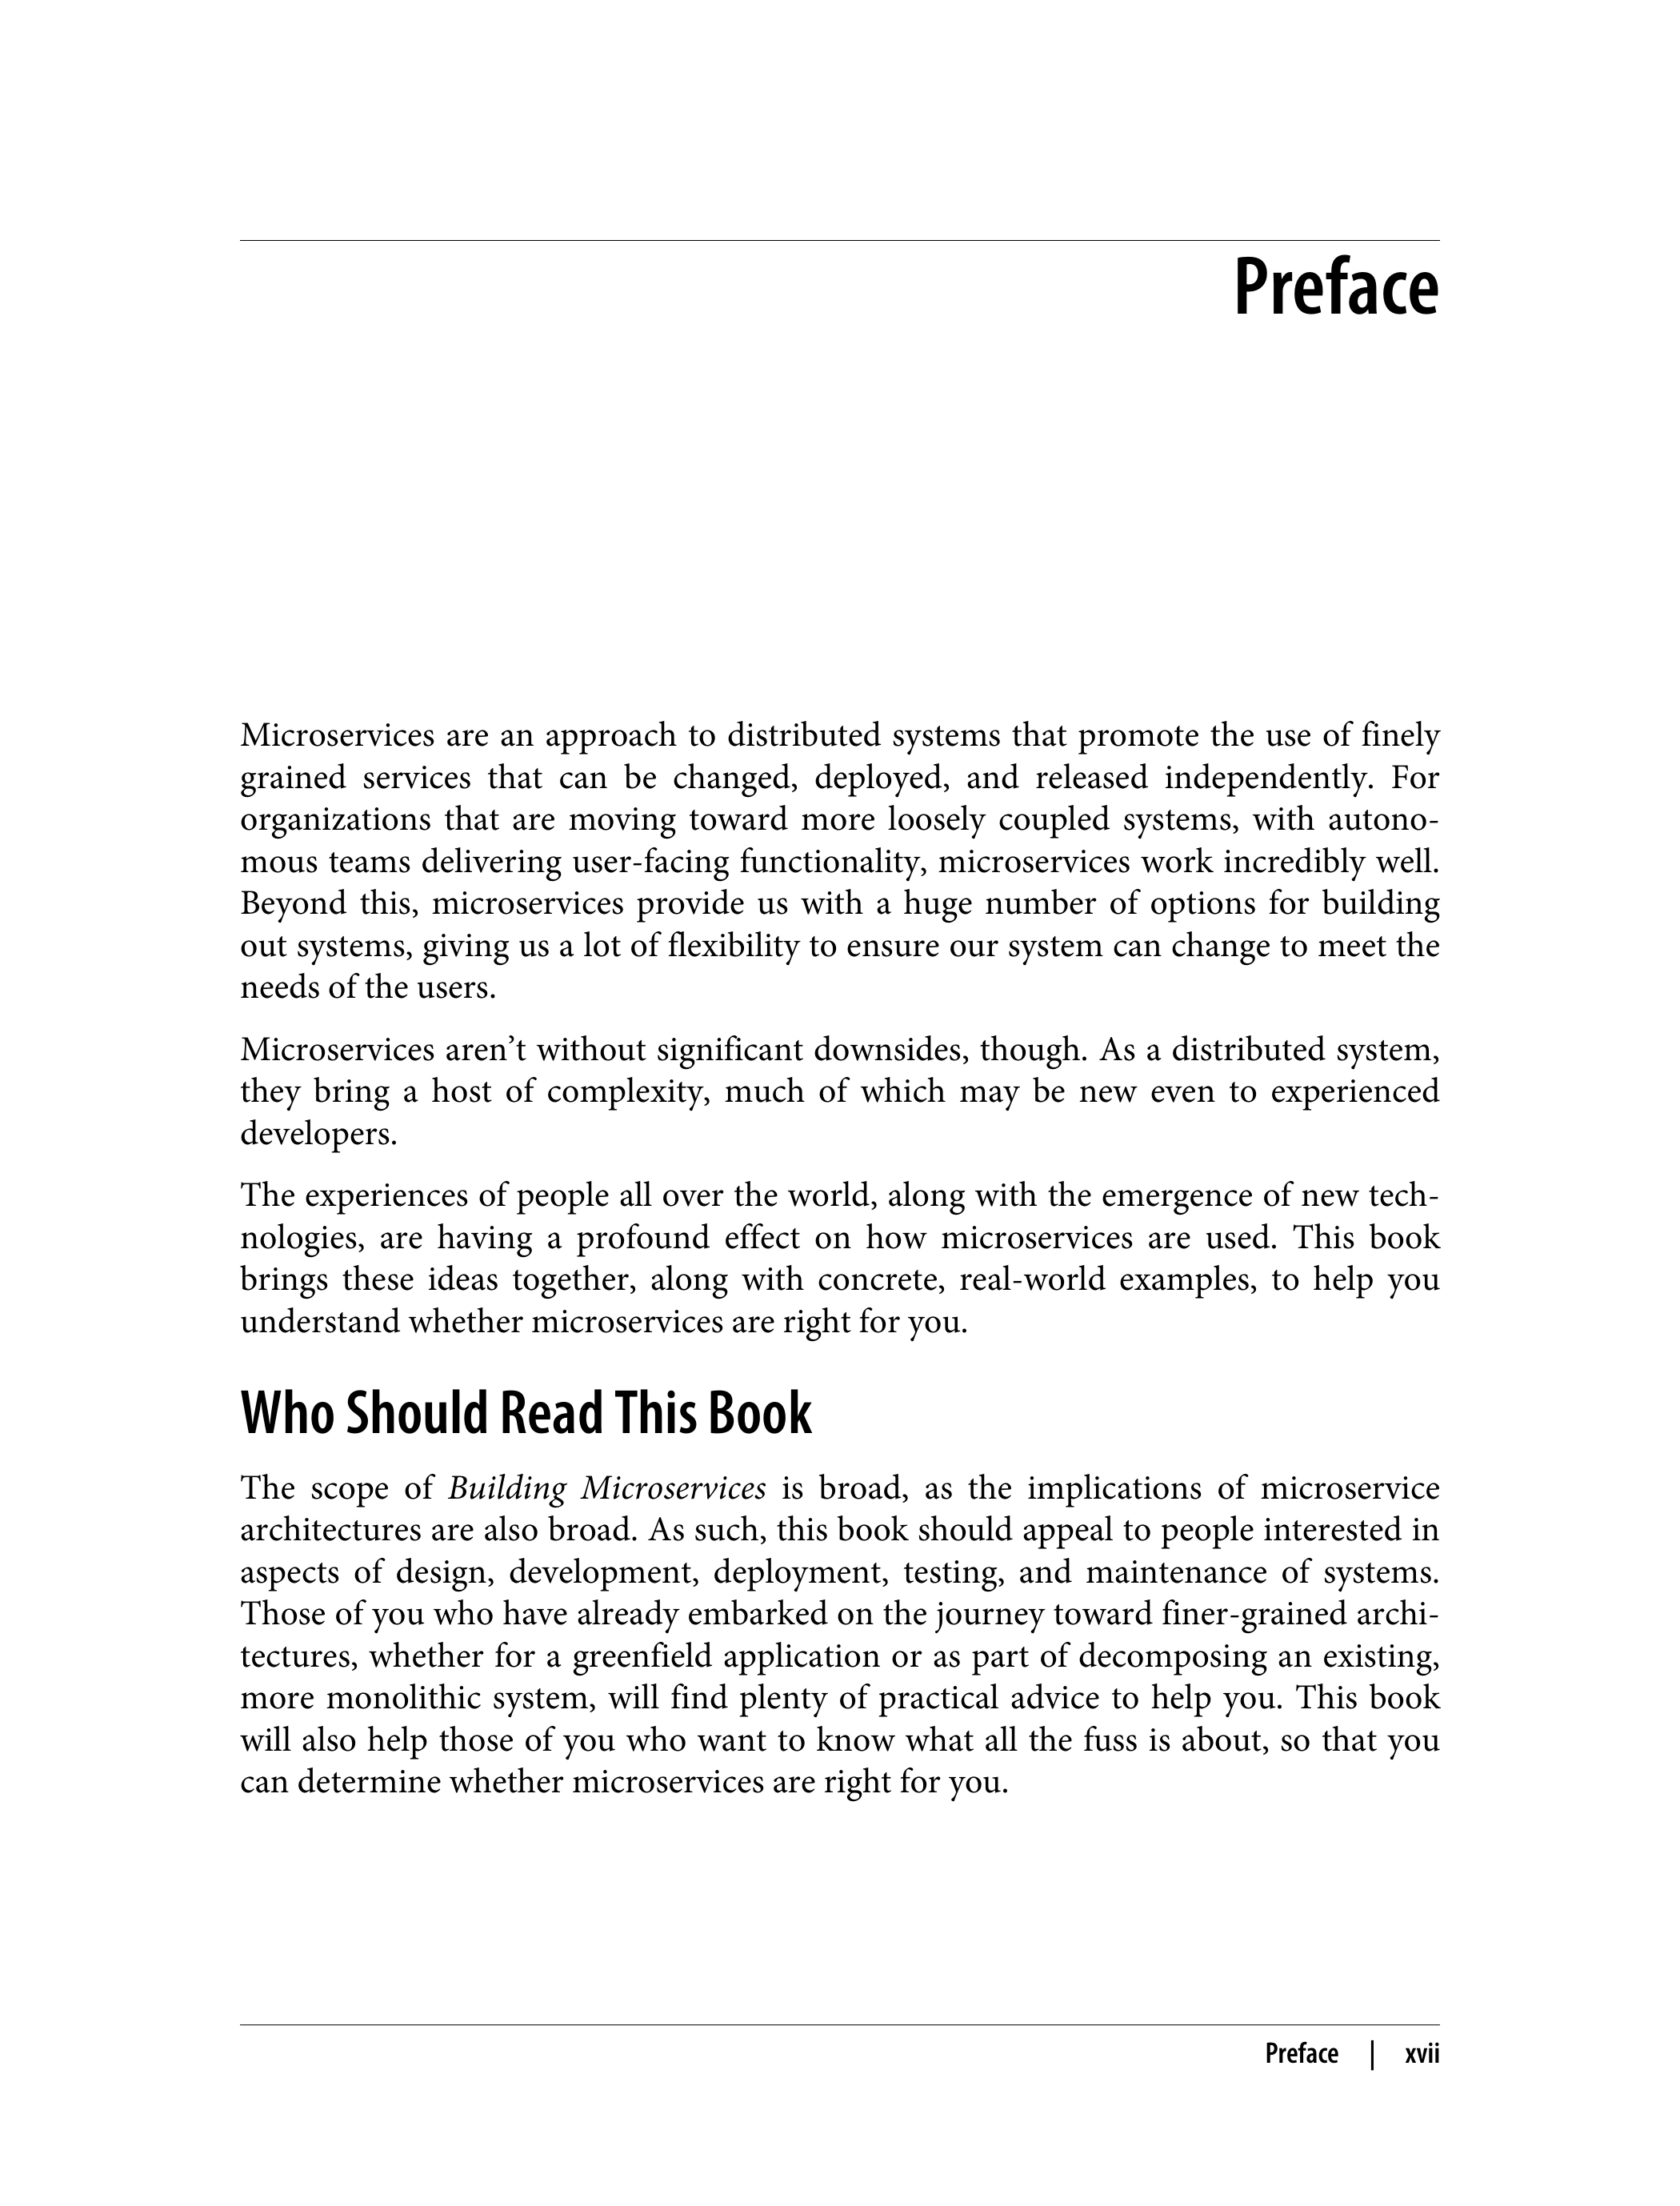 Preface
Microservices are an approach to distributed systems that promote the use of finely
grained services that can be changed, deployed, and released independently. For
organizations that are moving toward more loosely coupled systems, with autono-
mous teams delivering user-facing functionality, microservices work incredibly well.
Beyond this, microservices provide us with a huge number of options for building
out systems, giving us a lot of flexibility to ensure our system can change to meet the
needs of the users.
Microservices aren’t without significant downsides, though. As a distributed system,
they bring a host of complexity, much of which may be new even to experienced
developers.
The experiences of people all over the world, along with the emergence of new tech-
nologies, are having a profound effect on how microservices are used. This book
brings these ideas together, along with concrete, real-world examples, to help you
understand whether microservices are right for you.
Who Should Read This Book
The scope of Building Microservices is broad, as the implications of microservice
architectures are also broad. As such, this book should appeal to people interested in
aspects of design, development, deployment, testing, and maintenance of systems.
Those of you who have already embarked on the journey toward finer-grained archi-
tectures, whether for a greenfield application or as part of decomposing an existing,
more monolithic system, will find plenty of practical advice to help you. This book
will also help those of you who want to know what all the fuss is about, so that you
can determine whether microservices are right for you.
Preface | xvii